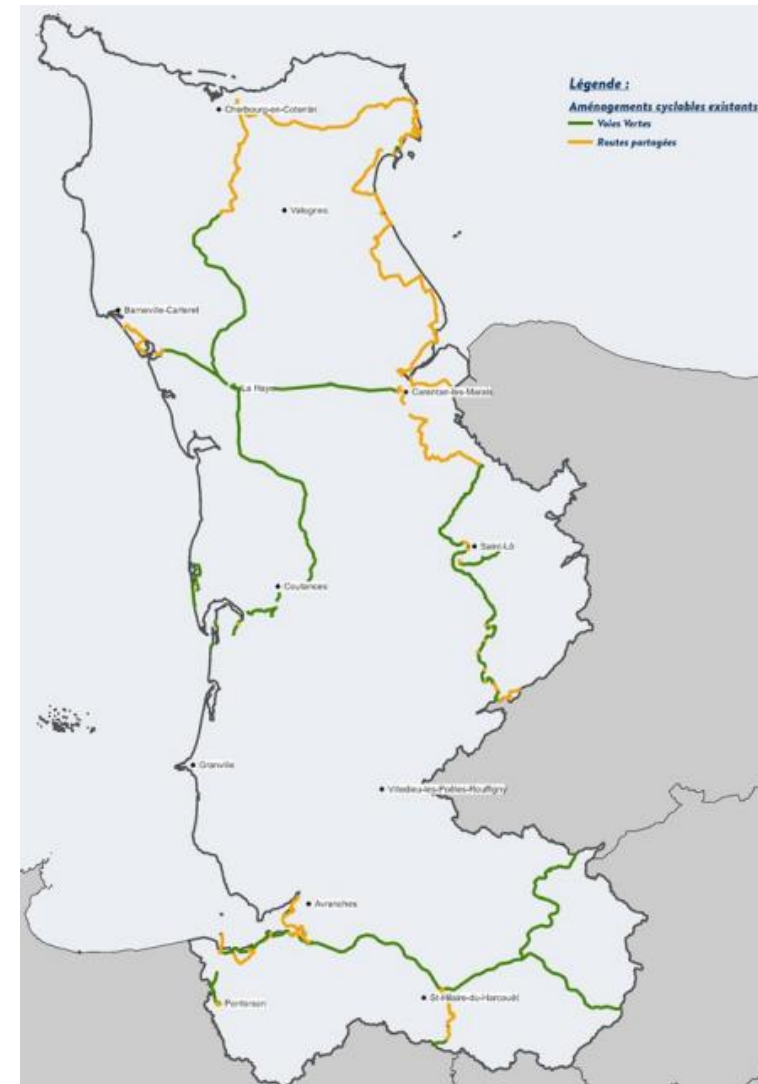 Légende :
Aménagements cyclables existants
Voies Vertes
Routes partagées
Cherbourg-en-Cotentin
Valognes
Barneville-Carteret
La Haye
Carentan-les-Marais
Saint-Lô
Coutances
Granville
Villedieu-les-Poêles-Rouffigny
Avranches
St-Hilaire-du-Harcouët
Pontorson